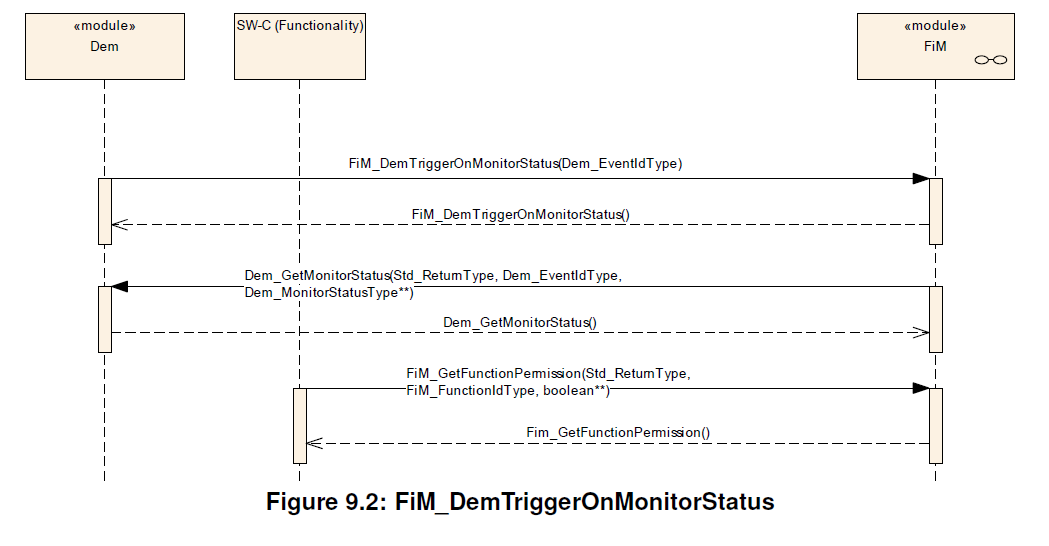 «module»
Dem
SW-C (Functionality)
«module»
FiM
FiM_DemTriggerOnMonitorStatus(Dem_EventIdType)
FiM_DemTriggerOnMonitorStatus()
Dem_GetMonitorStatus(Std_ReturnType, Dem_EventIdType,
Dem_MonitorStatusType**)
Dem_GetMonitorStatus()
FiM_GetFunctionPermission(Std_ReturnType,
FiM_FunctionIdType, boolean**)
Fim_GetFunctionPermission()
Figure 9.2: FiM_DemTriggerOnMonitorStatus